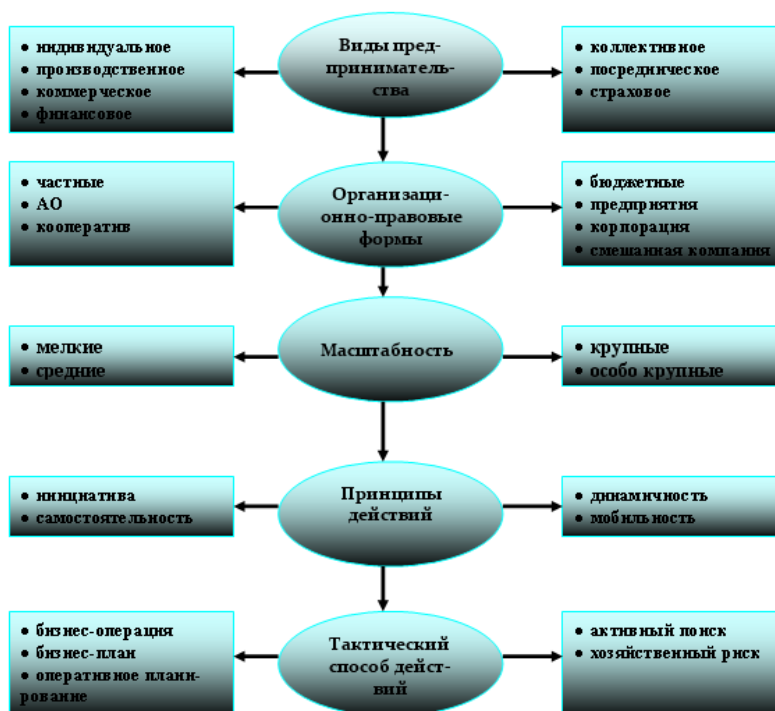 • индивидуальное
• производственное
• коммерческое
• финансовое
Виды пред-
приниматель-
ства
• коллективное
• посредническое
• страховое
• частные
• АО
• кооператив
Организаци-
онно-правовые
формы
• бюджетные
• предприятия
• корпорация
• смешанная компания
• мелкие
• средние
Масштабность
• крупные
• особо крупные
• инициатива
• самостоятельность
Принципы
действий
• динамичность
• мобильность
• бизнес-операция
• бизнес-план
• оперативное плани-
рование
Тактический
способ дейст-
вий
• активный поиск
• хозяйственный риск